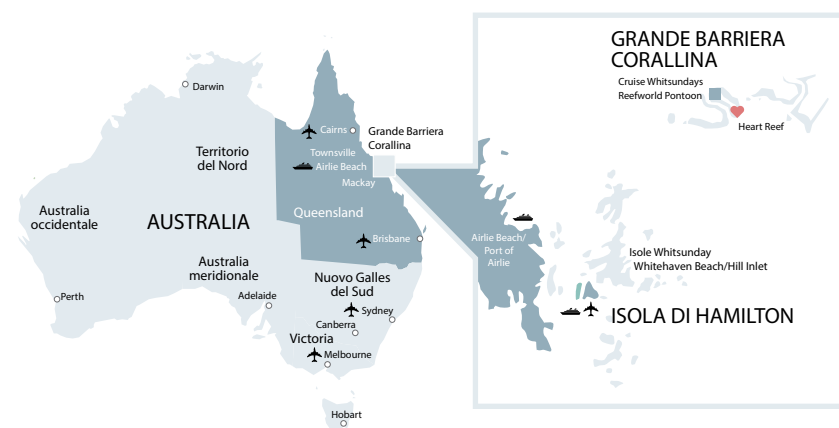 Darwin
Cairns
Grande Barriera
Corallina
Territorio
del Nord
Townsville
Airlie Beach
Mackay
Australia
occidentale
AUSTRALIA
Queensland
Brisbane
Australia
meridionale
Nuovo Galles
del Sud
Perth
Adelaide
Sydney
Canberra
Victoria
Melbourne
Hobart
GRANDE BARRIERA
CORALLINA
Cruise Whitsundays
Reefworld Pontoon
Heart Reef
Airlie Beach/
Port of
Airlie
Isole Whitsunday
Whitehaven Beach/Hill Inlet
ISOLA DI HAMILTON